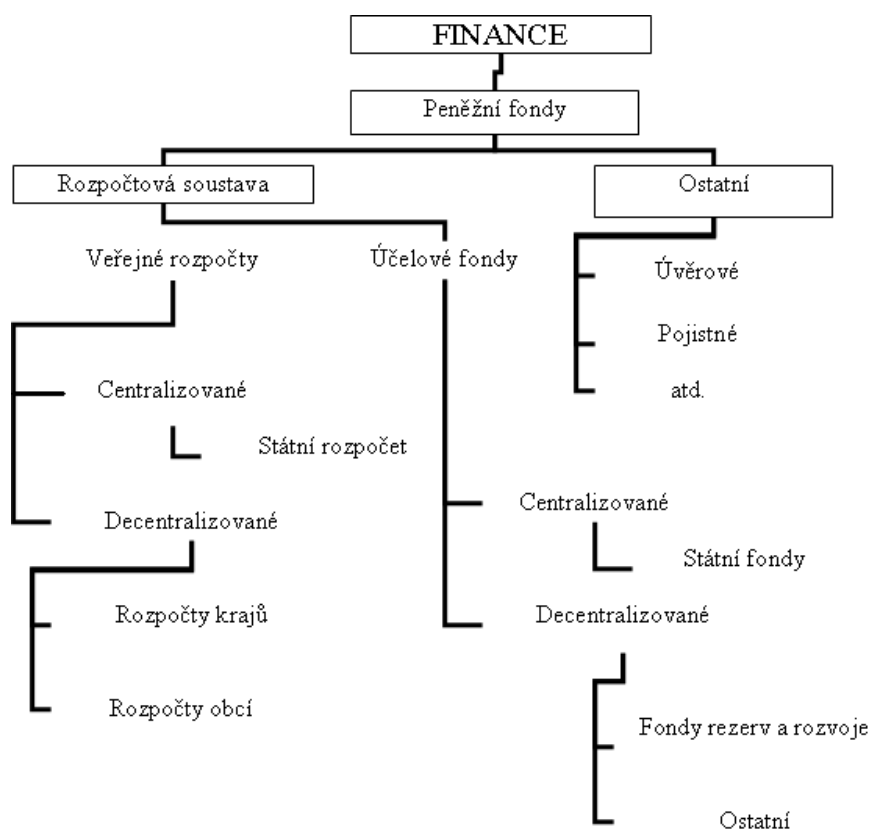 FINANCE
Peněžní fondy
Rozpočtová soustava
Ostatní
Veřejné rozpočty
Účelové fondy
Úvěrové
Pojistné
atd.
Centralizované
Státní rozpočet
Decentralizované
Rozpočty krajů
Rozpočty obcí
Centralizované
Státní fondy
Decentralizované
Fondy rezerv a rozvoje
Ostatní